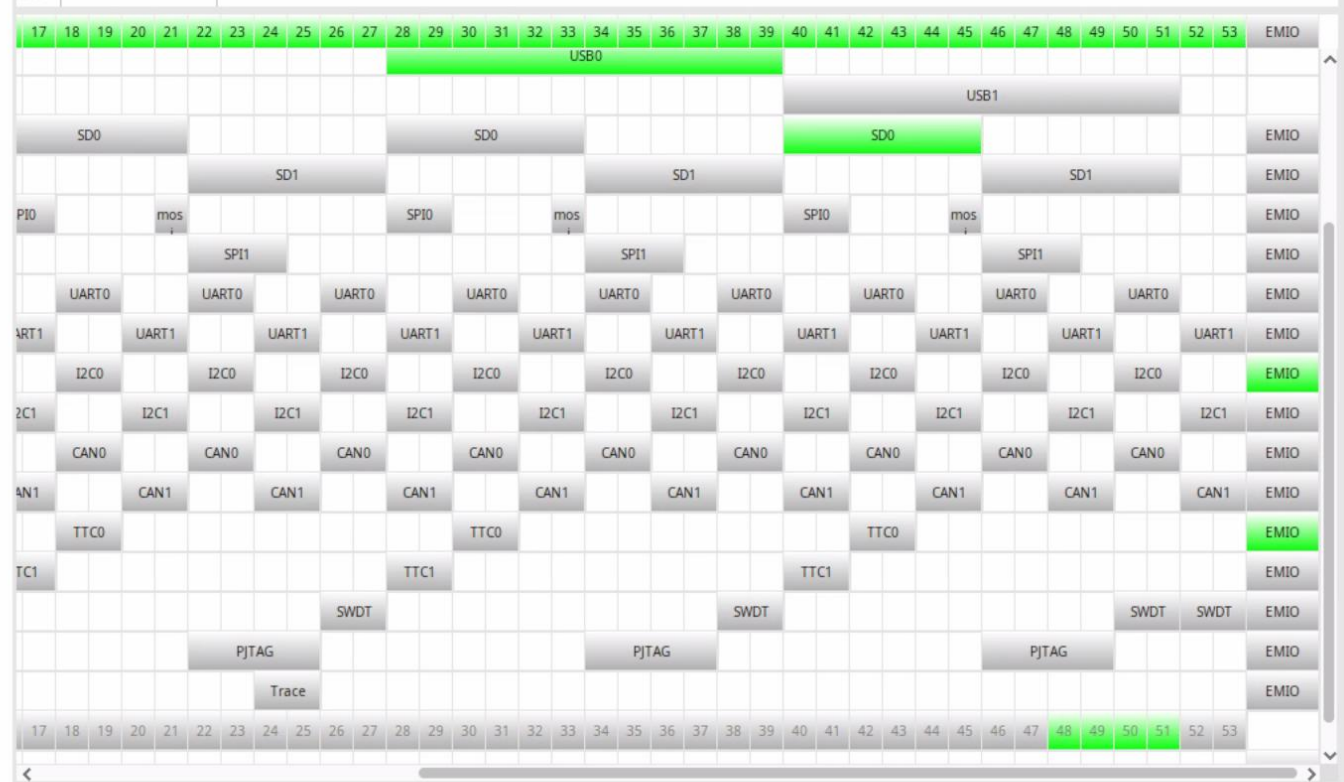 17 18 19 20 21 22 23 24 25 26 27 28 29 30 31 32 33 34 35 36 37 38 39 40 41 42 43 44 45 46 47 48 49 50 51 52 53 EMIO
USB0
USB1
SD0 SD0 SD0 EMIO
SD1 SD1 SD1 EMIO
PI0 mosi SPI0 mosi SPI0 mosi EMIO
SPI1 SPI1 SPI1 EMIO
UART0 UART0 UART0 UART0 UART0 UART0 UART0 UART0 UART0 EMIO
ART1 UART1 UART1 UART1 UART1 UART1 UART1 UART1 UART1 UART1 EMIO
I2C0 I2C0 I2C0 I2C0 I2C0 I2C0 I2C0 I2C0 I2C0 EMIO
2C1 I2C1 I2C1 I2C1 I2C1 I2C1 I2C1 I2C1 I2C1 I2C1 EMIO
CAN0 CAN0 CAN0 CAN0 CAN0 CAN0 CAN0 CAN0 CAN0 EMIO
AN1 CAN1 CAN1 CAN1 CAN1 CAN1 CAN1 CAN1 CAN1 CAN1 EMIO
TTC0 TTC0 TTC0 EMIO
TC1 TTC1 TTC1 EMIO
SWDT SWDT SWDT SWDT EMIO
PJTAG PJTAG PJTAG EMIO
Trace EMIO
17 18 19 20 21 22 23 24 25 26 27 28 29 30 31 32 33 34 35 36 37 38 39 40 41 42 43 44 45 46 47 48 49 50 51 52 53